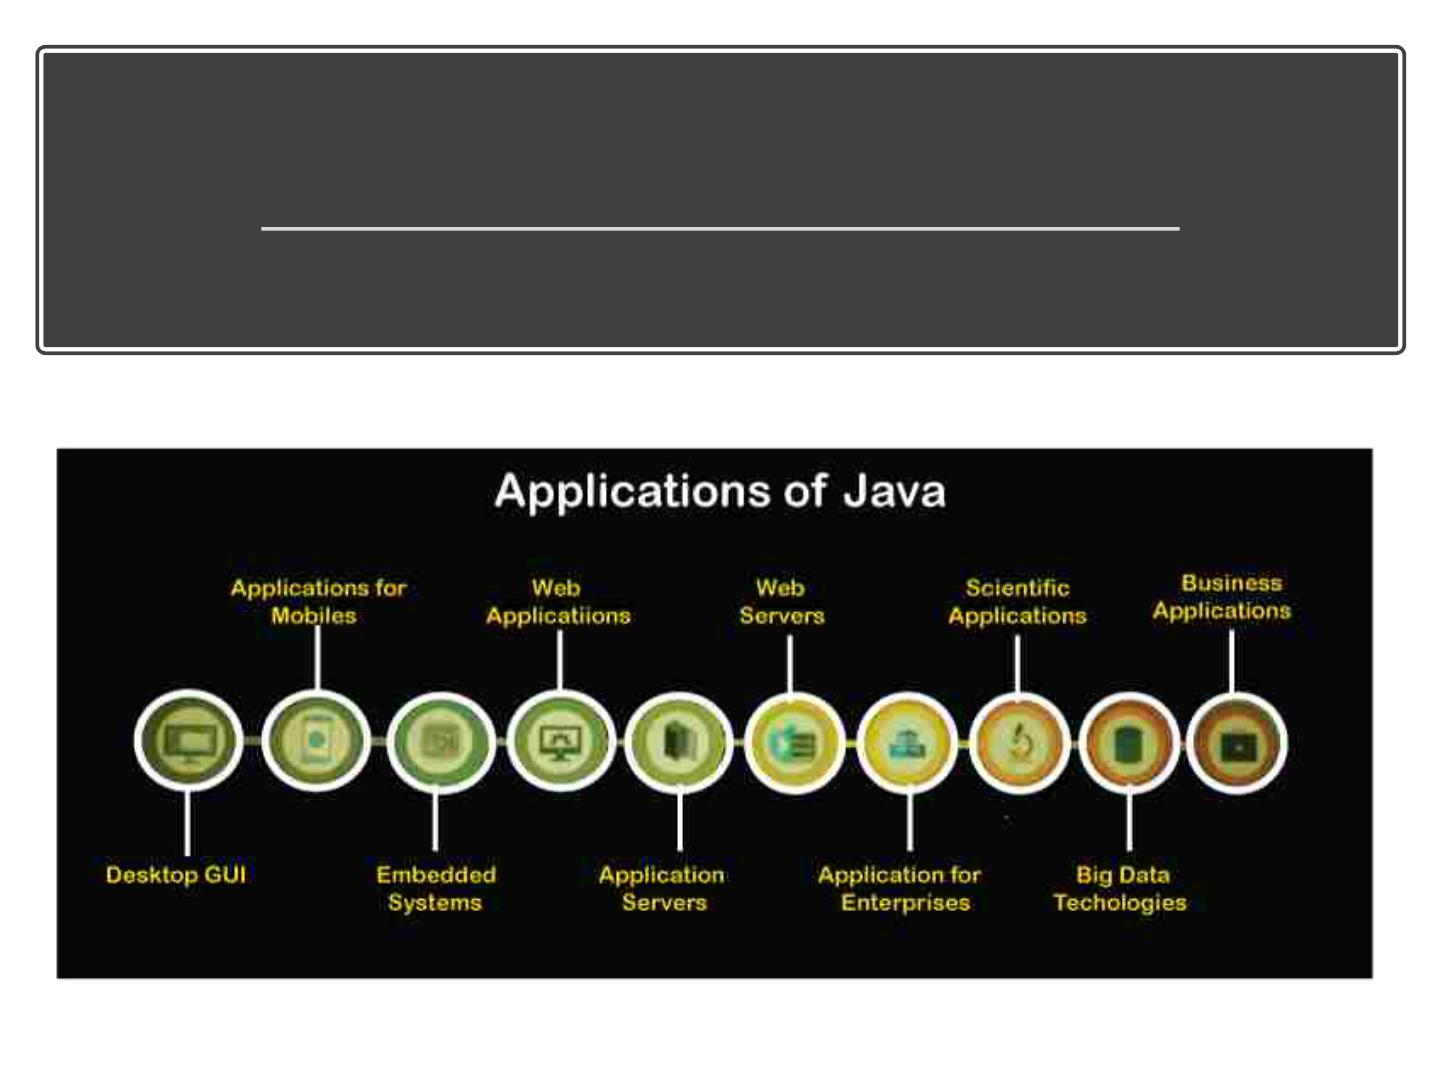 Applications of Java
Applications for
Mobiles
Web
Applicatiions
Web
Servers
Scientific
Applications
Business
Applications
Desktop GUI
Embedded
Systems
Application
Servers
Application for
Enterprises
Big Data
Techologies